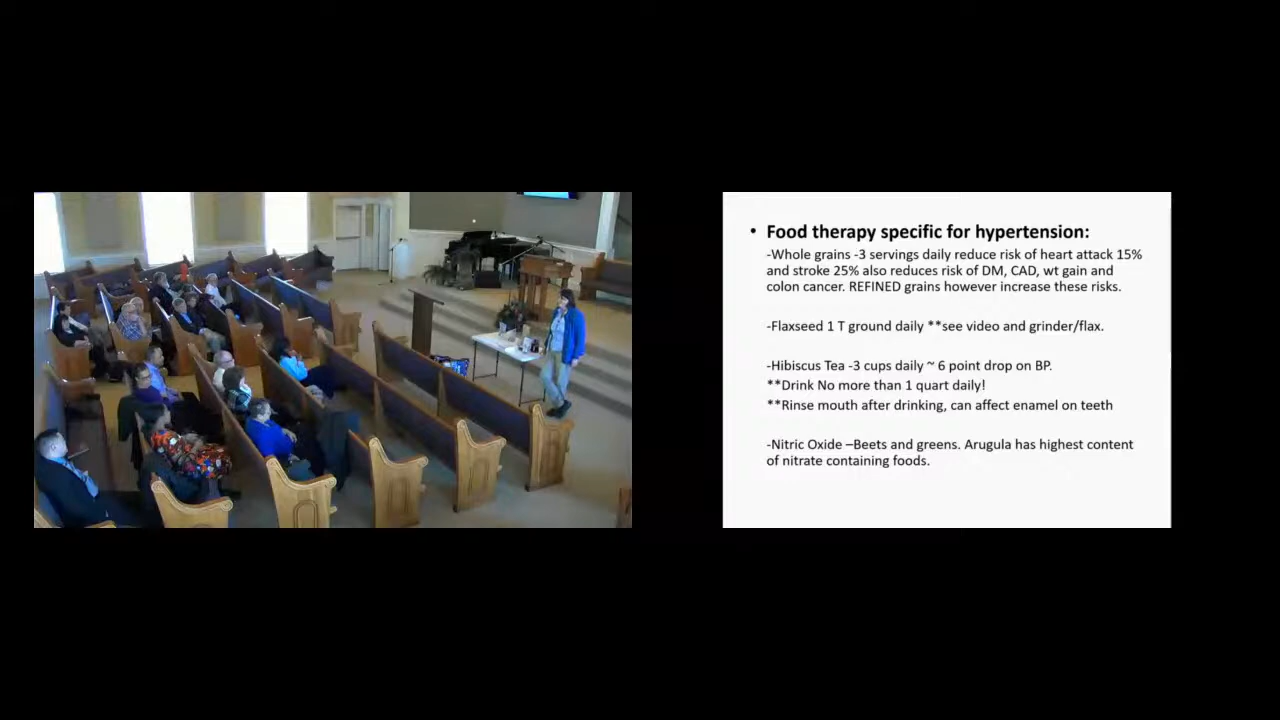 • Food therapy specific for hypertension:
-Whole grains -3 servings daily reduce risk of heart attack 15%
and stroke 25% also reduces risk of DM, CAD, wt gain and
colon cancer. REFINED grains however increase these risks.
-Flaxseed 1 T ground daily **see video and grinder/flax.
-Hibiscus Tea -3 cups daily ~ 6 point drop on BP.
**Drink No more than 1 quart daily!
**Rinse mouth after drinking, can affect enamel on teeth
-Nitric Oxide –Beets and greens. Arugula has highest content
of nitrate containing foods.